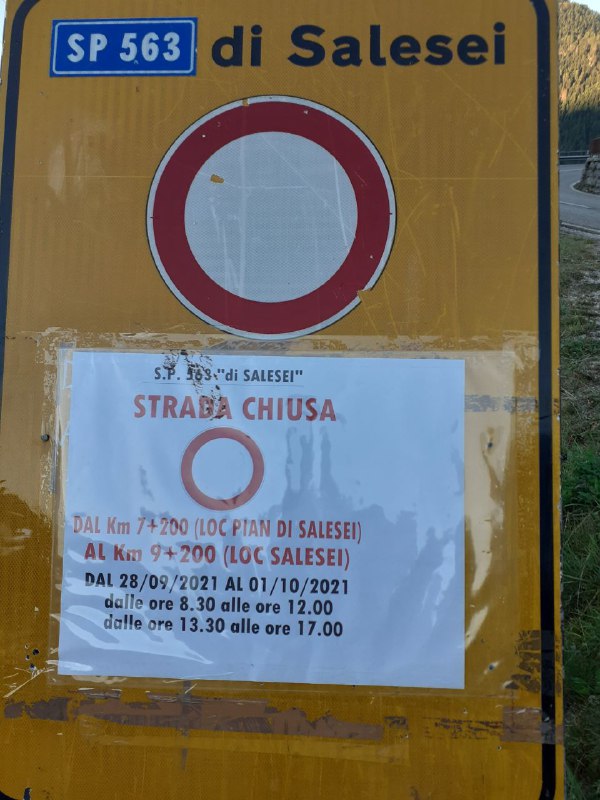 SP 563 di Salesei
S.P. 563 "di SALESEI"
STRADA CHIUSA
DAL Km 7+200 (LOC PIAN DI SALESEI)
AL Km 9+200 (LOC SALESEI)
DAL 28/09/2021 AL 01/10/2021
dalle ore 8.30 alle ore 12.00
dalle ore 13.30 alle ore 17.00